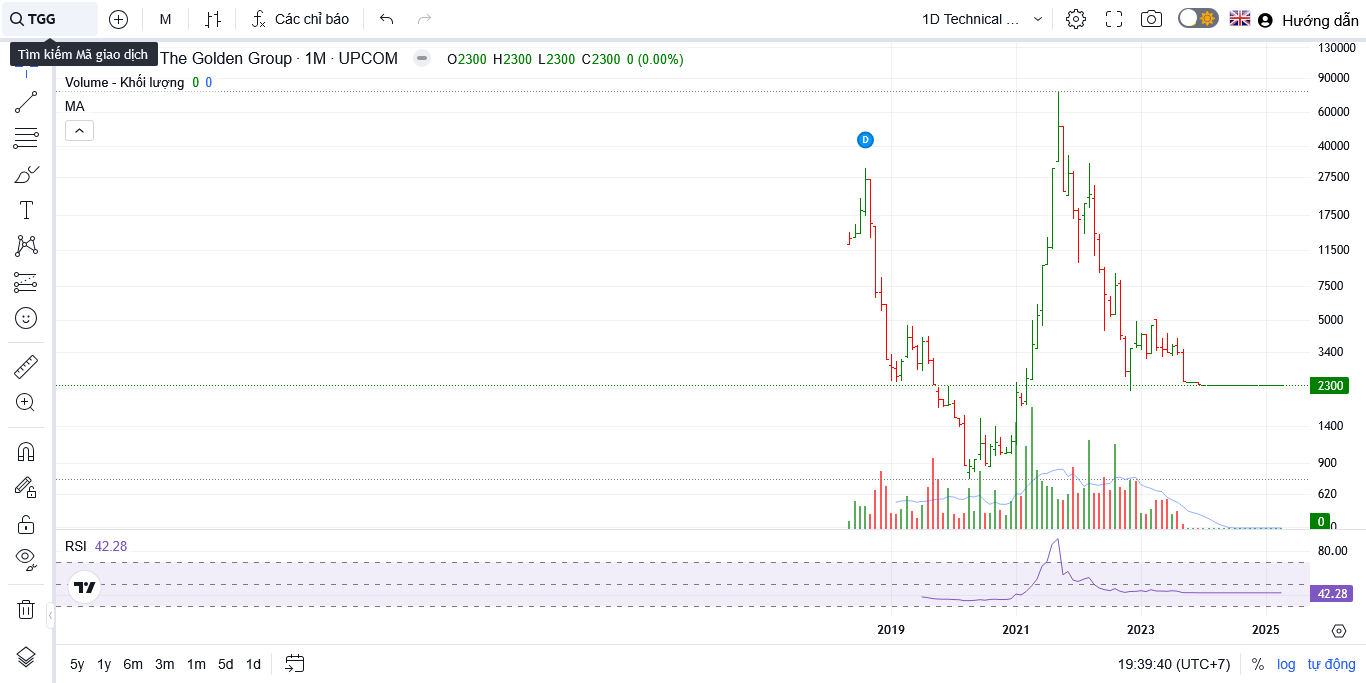 TGG
M
Các chỉ báo
1D Technical ...
Hướng dẫn
Tìm kiếm Mã giao dịch
The Golden Group · 1M · UPCOM
O2300 H2300 L2300 C2300 0 (0.00%)
Volume - Khối lượng 0 0
MA
D
130000
90000
60000
40000
27500
17500
11500
7500
5000
3400
2300
1400
900
620
0
0
RSI 42.28
80.00
42.28
2019
2021
2023
2025
5y 1y 6m 3m 1m 5d 1d
19:39:40 (UTC+7)
%
log
tự động